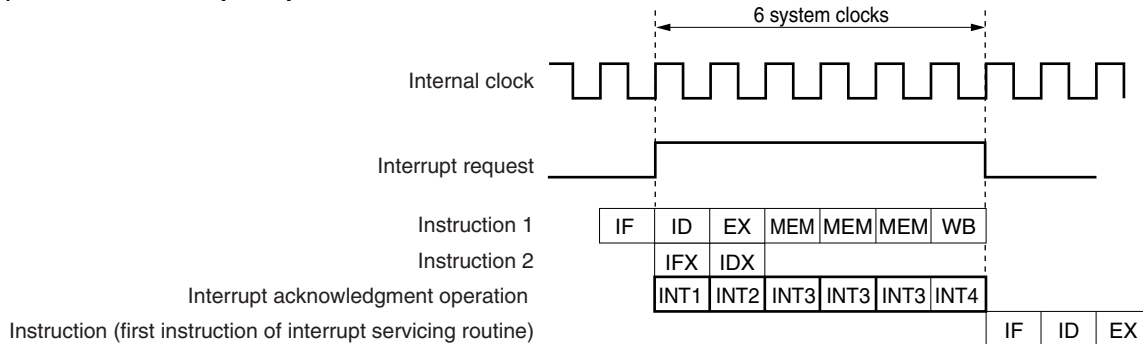 6 system clocks
Internal clock
Interrupt request
Instruction 1 IF ID EX MEM MEM MEM WB
Instruction 2 IFX IDX
Interrupt acknowledgment operation INT1 INT2 INT3 INT3 INT3 INT4
Instruction (first instruction of interrupt servicing routine) IF ID EX